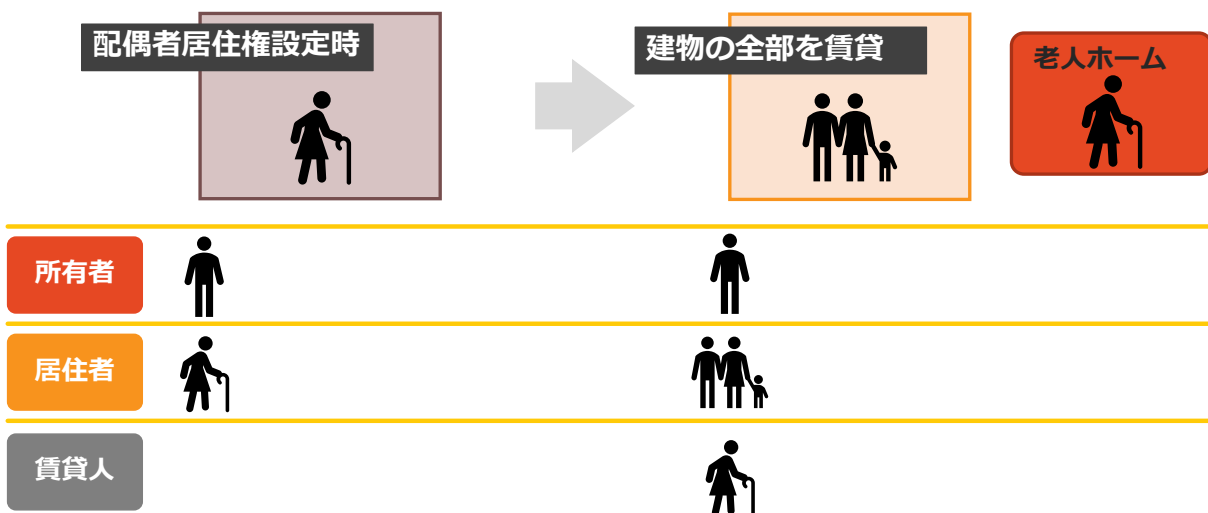 配偶者居住権設定時
建物の全部を賃貸
老人ホーム
所有者
居住者
賃貸人